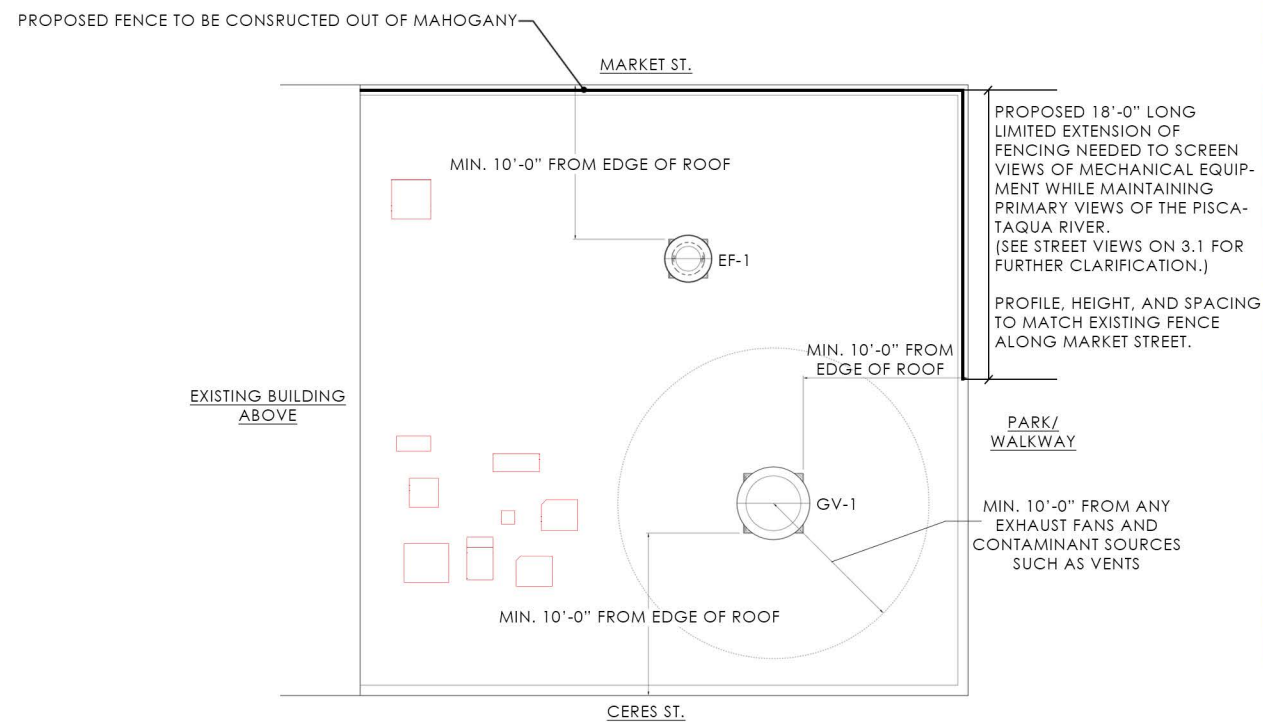 PROPOSED FENCE TO BE CONSRUCTED OUT OF MAHOGANY
MARKET ST.
PROPOSED 18’-0” LONG
LIMITED EXTENSION OF
FENCING NEEDED TO SCREEN
VIEWS OF MECHANICAL EQUIP-
MENT WHILE MAINTAINING
PRIMARY VIEWS OF THE PISCA-
TAQUA RIVER.
(SEE STREET VIEWS ON 3.1 FOR
FURTHER CLARIFICATION.)
PROFILE, HEIGHT, AND SPACING
TO MATCH EXISTING FENCE
ALONG MARKET STREET.
MIN. 10’-0” FROM EDGE OF ROOF
EF-1
MIN. 10’-0” FROM
EDGE OF ROOF
EXISTING BUILDING
ABOVE
PARK/
WALKWAY
GV-1
MIN. 10’-0” FROM ANY
EXHAUST FANS AND
CONTAMINANT SOURCES
SUCH AS VENTS
MIN. 10’-0” FROM EDGE OF ROOF
CERES ST.